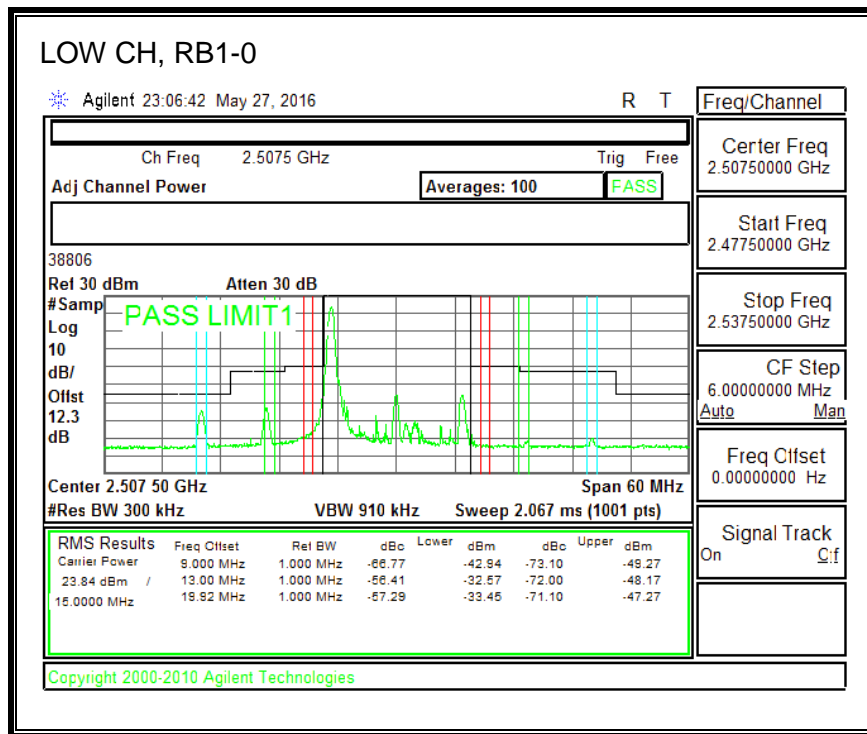 LOW CH, RB1-0
Agilent 23:06:42 May 27, 2016 R T
Freq/Channel
Ch Freq 2.5075 GHz Trig Free
Adj Channel Power Averages: 100 PASS
38806
Ref 30 dBm Atten 30 dB
#Samp
Log
10
dB/
Offst
12.3
dB
PASS LIMIT1
Center 2.507 50 GHz Span 60 MHz
#Res BW 300 kHz VBW 910 kHz Sweep 2.067 ms (1001 pts)
RMS Results Freq Offset Ref BW dBc Lower dBm dBc Upper dBm
Carrier Power 9.000 MHz 1.000 MHz -66.77 -42.94 -73.10 -49.27
23.84 dBm / 13.00 MHz 1.000 MHz -56.41 -32.57 -72.00 -48.17
15.0000 MHz 19.92 MHz 1.000 MHz -57.29 -33.45 -71.10 -47.27
Center Freq
2.50750000 GHz
Start Freq
2.47750000 GHz
Stop Freq
2.53750000 GHz
CF Step
6.00000000 MHz
Auto Man
Freq Offset
0.00000000 Hz
Signal Track
On Off
Copyright 2000-2010 Agilent Technologies